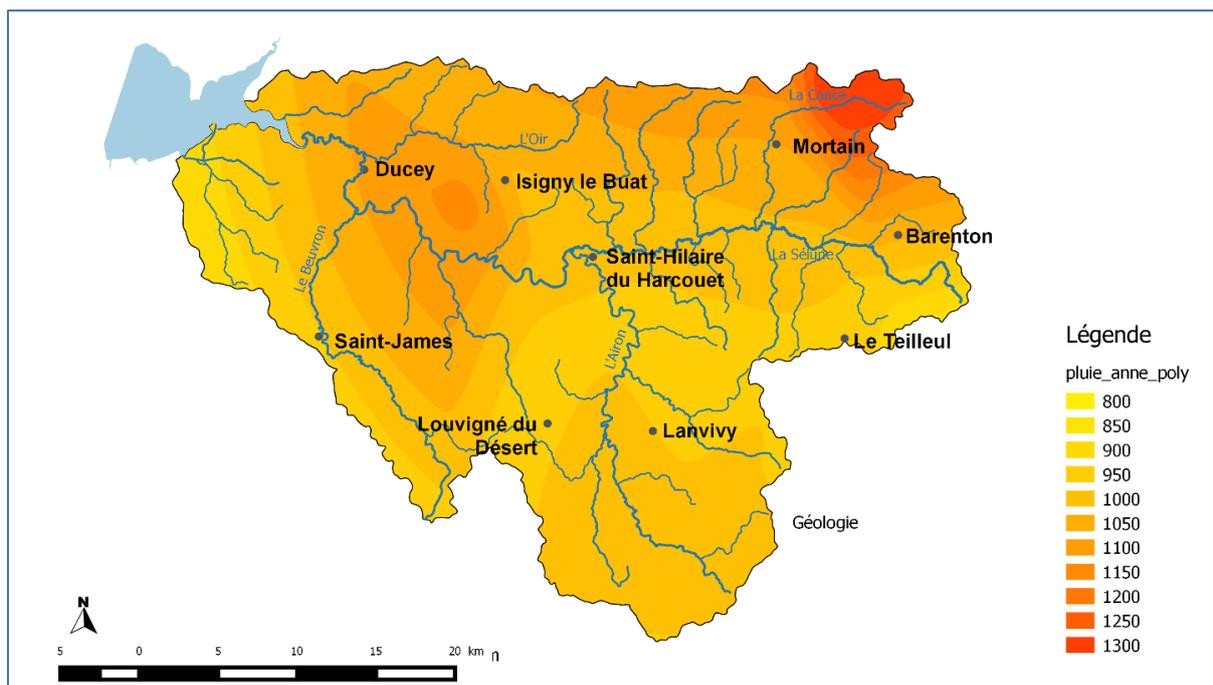 La Cance
L'Oir
Mortain
Ducey
Isigny le Buat
Barenton
Le Beuvron
Saint-Hilaire
du Harcouet
La Sélune
Saint-James
L'Airon
Le Teilleul
Louvigné du
Désert
Lanvivy
Géologie
Légende
pluie_anne_poly
800
850
900
950
1000
1050
1100
1150
1200
1250
1300
N
5 0 5 10 15 20 km n